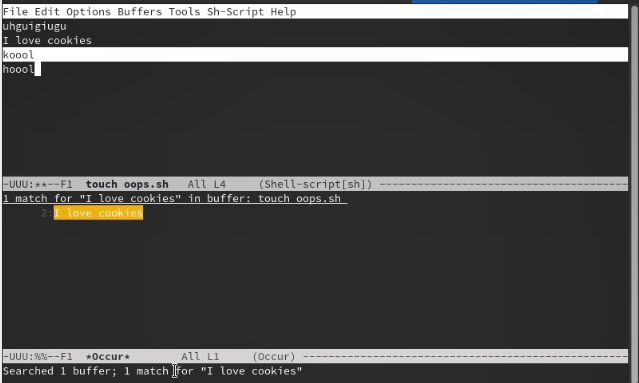 File Edit Options Buffers Tools Sh-Script Help
uhguigiugu
I love cookies
koool
hoool
-UUU:**--F1  touch oops.sh   All L4     (Shell-script[sh]) ----------------------------------------
1 match for "I love cookies" in buffer: touch oops.sh
2:I love cookies
-UUU:%%--F1  *Occur*        All L1     (Occur) ----------------------------------------------------
Searched 1 buffer; 1 match for "I love cookies"